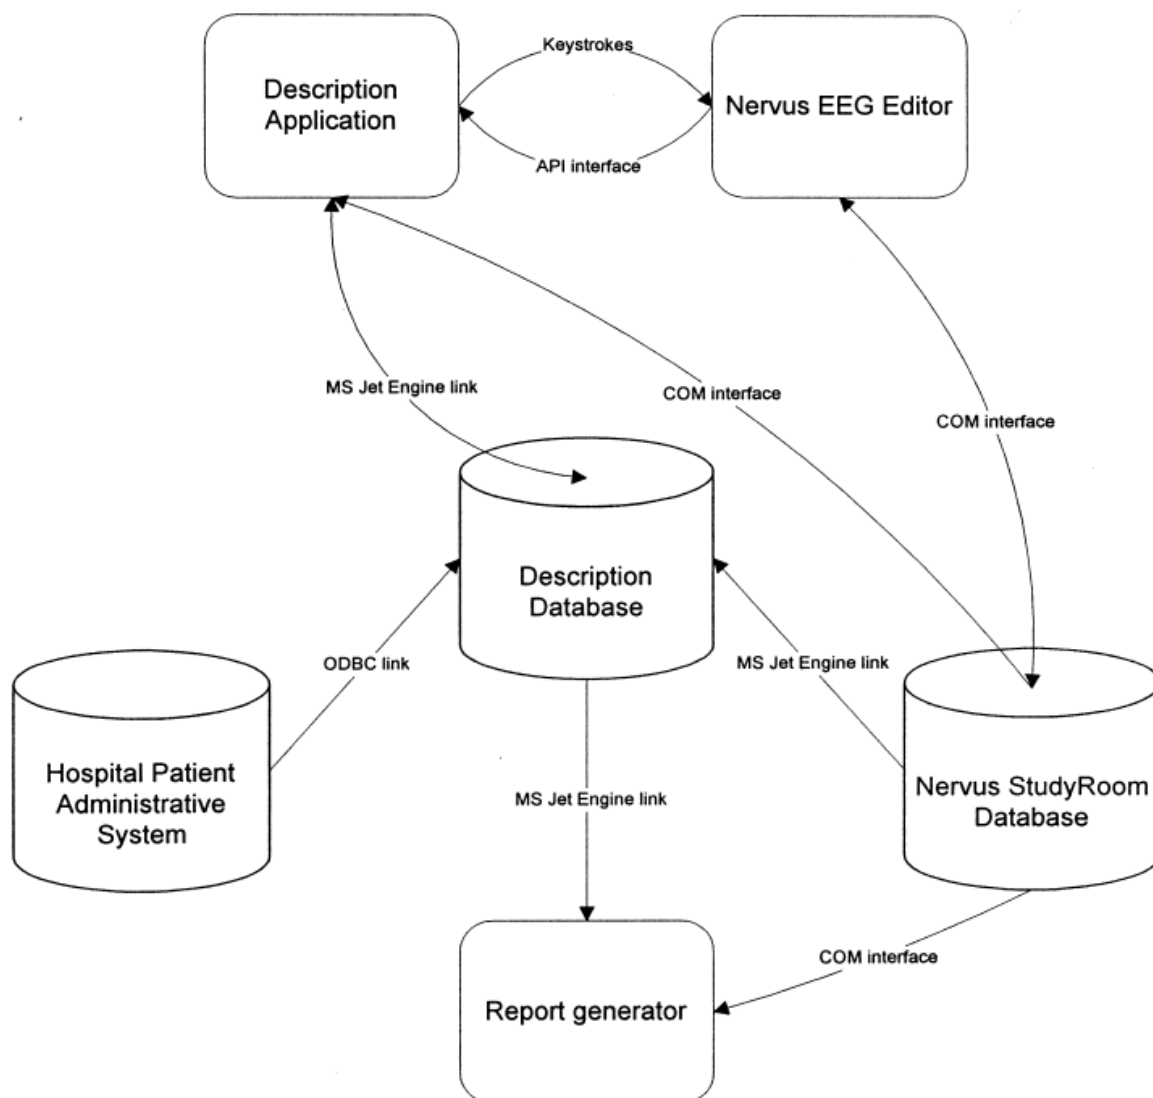 Keystrokes
Description
Application
Nervus EEG Editor
API interface
MS Jet Engine link
COM interface
COM interface
Description
Database
ODBC link
MS Jet Engine link
Hospital Patient
Administrative
System
Nervus StudyRoom
Database
MS Jet Engine link
COM interface
Report generator